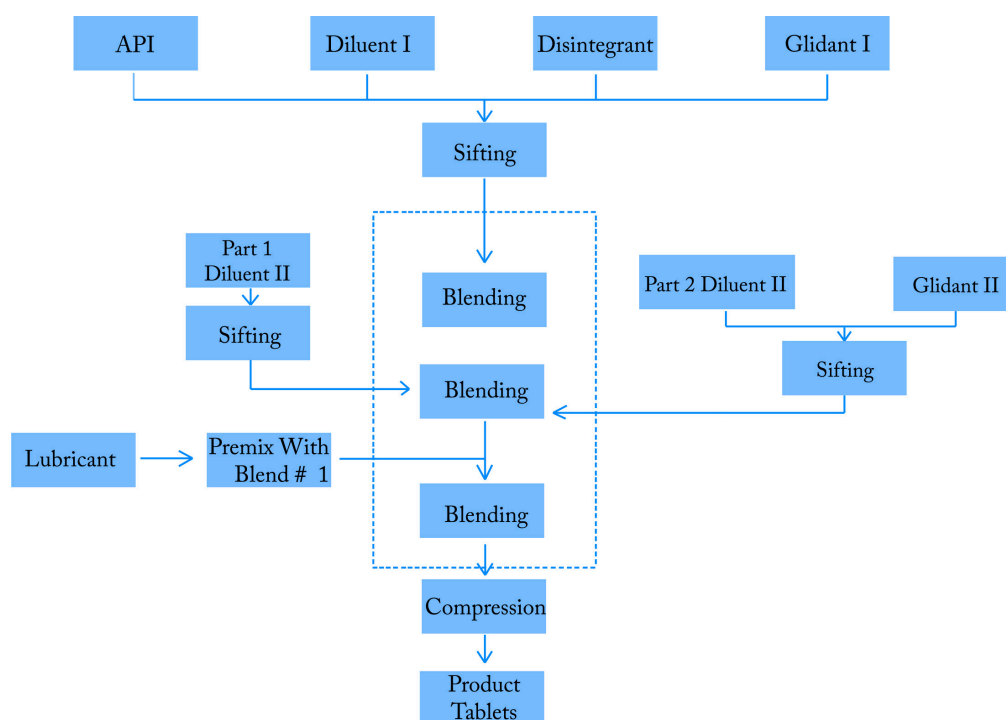 API
Diluent I
Disintegrant
Glidant I
Sifting
Part 1
Diluent II
Blending
Part 2 Diluent II
Glidant II
Sifting
Sifting
Blending
Lubricant
Premix With
Blend # 1
Blending
Compression
Product
Tablets